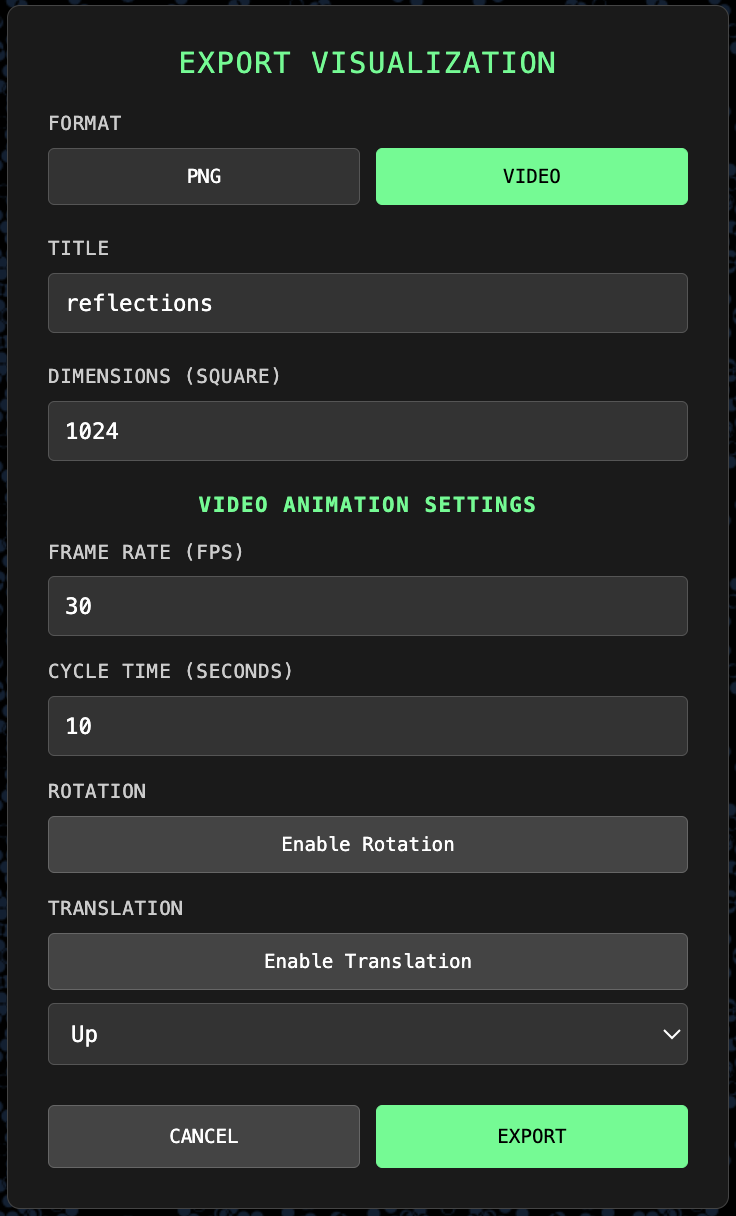 EXPORT VISUALIZATION
FORMAT
PNG VIDEO
TITLE
reflections
DIMENSIONS (SQUARE)
1024
VIDEO ANIMATION SETTINGS
FRAME RATE (FPS)
30
CYCLE TIME (SECONDS)
10
ROTATION
Enable Rotation
TRANSLATION
Enable Translation
Up
CANCEL EXPORT